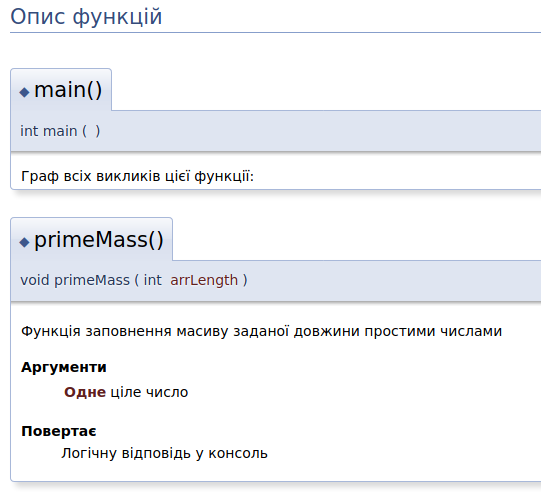 Опис функцій
◆ main()
int main ( )
Граф всіх викликів цієї функції:
◆ primeMass()
void primeMass ( int arrLength )
Функція заповнення масиву заданої довжини простими числами
Аргументи
Одне ціле число
Повертає
Логічну відповідь у консоль